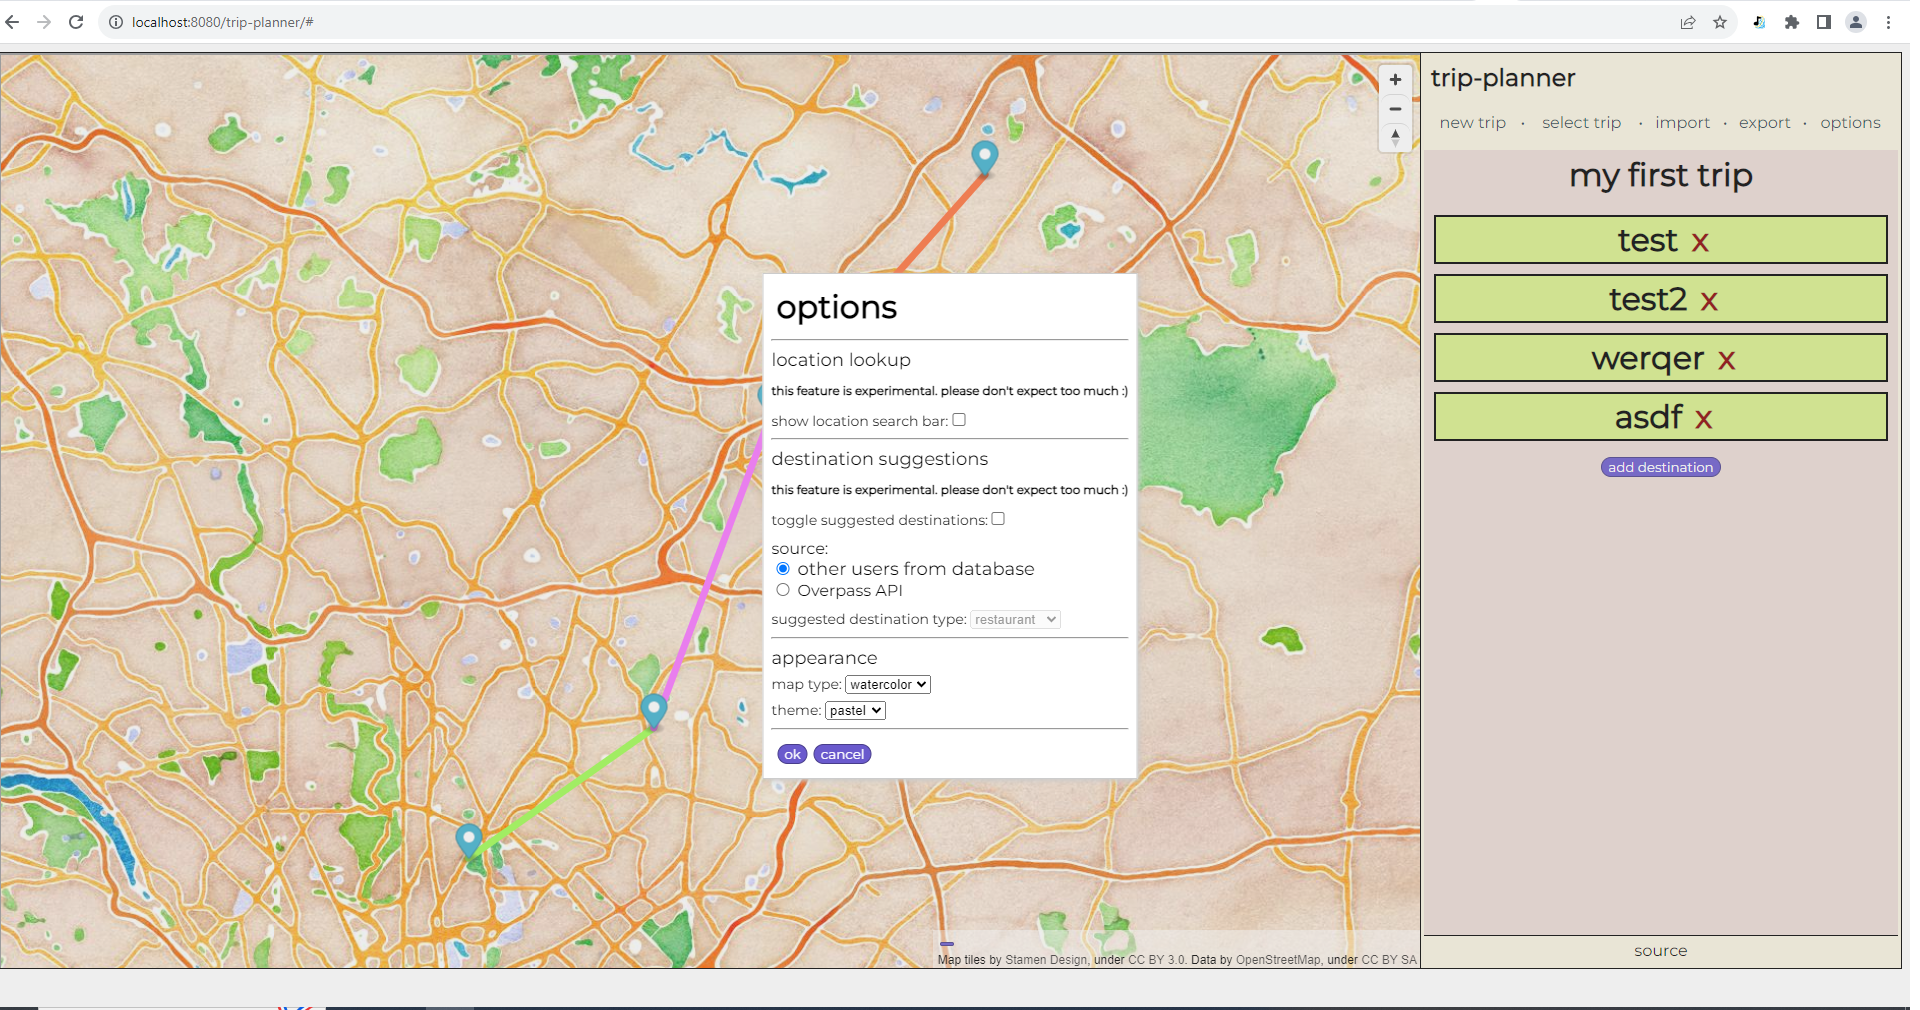 localhost:8080/trip-planner/#
trip-planner
new trip · select trip · import · export · options
my first trip
test x
test2 x
werqer x
asdf x
add destination
source
options
location lookup
this feature is experimental. please don't expect too much :)
show location search bar:
destination suggestions
this feature is experimental. please don't expect too much :)
toggle suggested destinations:
source:
other users from database
Overpass API
suggested destination type: restaurant
appearance
map type: watercolor
theme: pastel
ok cancel
Map tiles by Stamen Design, under CC BY 3.0. Data by OpenStreetMap, under CC BY SA